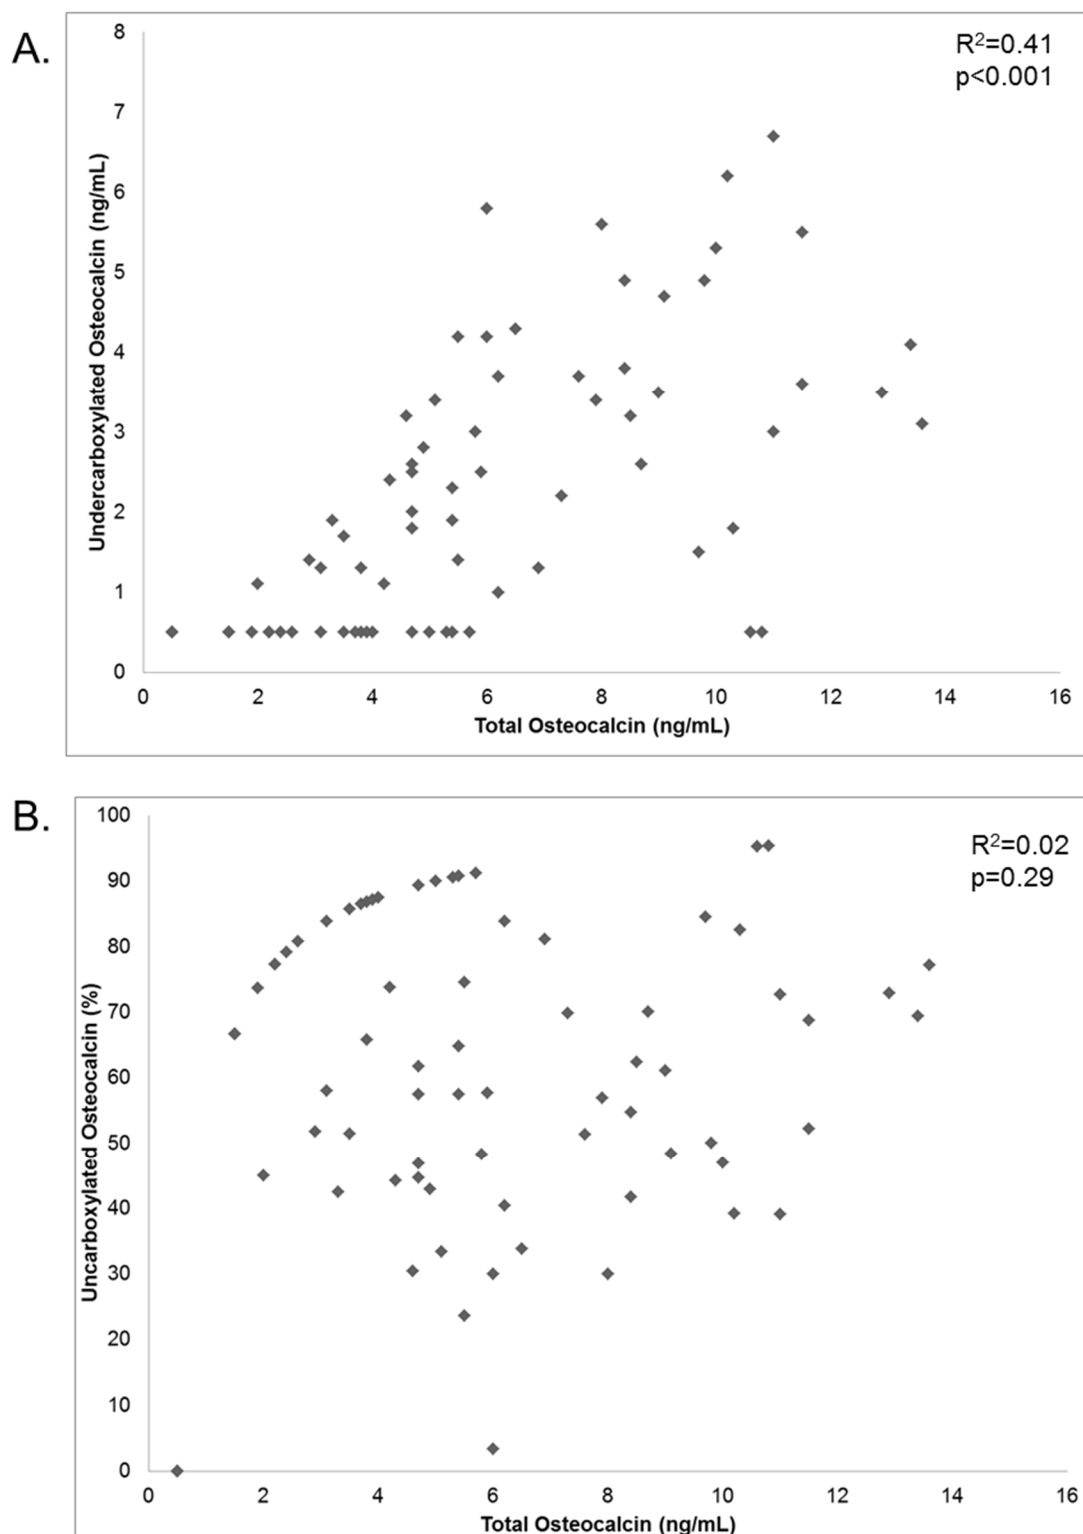 A.
R²=0.41
p<0.001
Undercarboxylated Osteocalcin (ng/mL)
8
7
6
5
4
3
2
1
0
0 2 4 6 8 10 12 14 16
Total Osteocalcin (ng/mL)
B.
R²=0.02
p=0.29
Uncarboxylated Osteocalcin (%)
100
90
80
70
60
50
40
30
20
10
0
0 2 4 6 8 10 12 14 16
Total Osteocalcin (ng/mL)